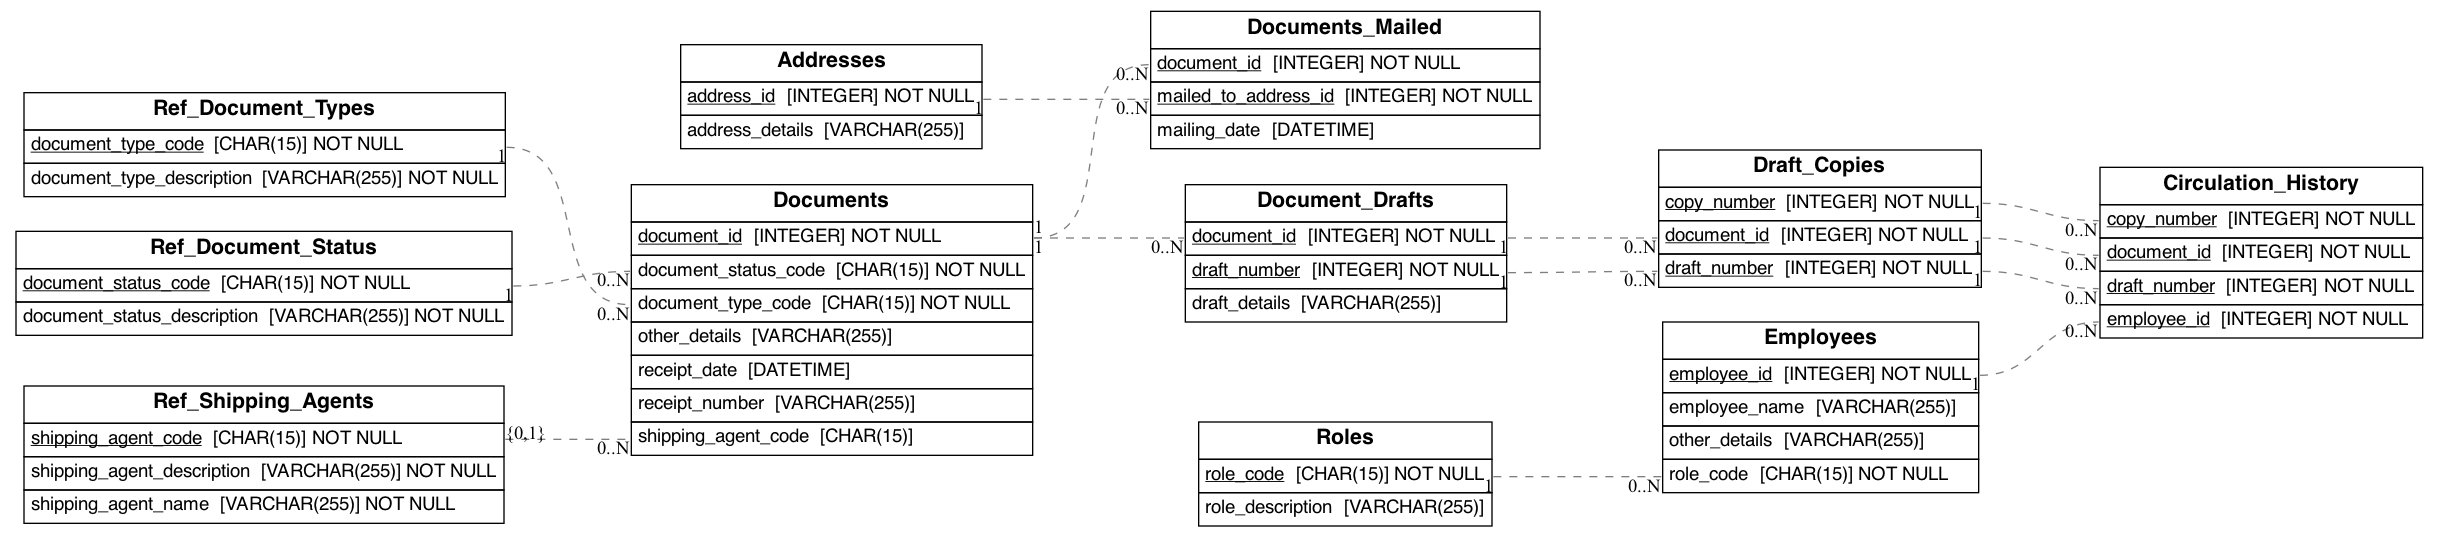 Ref_Document_Types
document_type_code [CHAR(15)] NOT NULL
1
document_type_description [VARCHAR(255)] NOT NULL
Ref_Document_Status
document_status_code [CHAR(15)] NOT NULL
1
document_status_description [VARCHAR(255)] NOT NULL
Ref_Shipping_Agents
shipping_agent_code [CHAR(15)] NOT NULL
{0,1}
shipping_agent_description [VARCHAR(255)] NOT NULL
shipping_agent_name [VARCHAR(255)] NOT NULL
Addresses
address_id [INTEGER] NOT NULL
1
address_details [VARCHAR(255)]
Documents
document_id [INTEGER] NOT NULL
1
1
document_status_code [CHAR(15)] NOT NULL
0..N
document_type_code [CHAR(15)] NOT NULL
0..N
other_details [VARCHAR(255)]
receipt_date [DATETIME]
receipt_number [VARCHAR(255)]
shipping_agent_code [CHAR(15)]
0..N
Documents_Mailed
document_id [INTEGER] NOT NULL
0..N
mailed_to_address_id [INTEGER] NOT NULL
0..N
mailing_date [DATETIME]
Document_Drafts
document_id [INTEGER] NOT NULL
0..N
1
draft_number [INTEGER] NOT NULL
1
draft_details [VARCHAR(255)]
Roles
role_code [CHAR(15)] NOT NULL
1
role_description [VARCHAR(255)]
Draft_Copies
copy_number [INTEGER] NOT NULL
1
document_id [INTEGER] NOT NULL
0..N
1
draft_number [INTEGER] NOT NULL
0..N
1
Employees
employee_id [INTEGER] NOT NULL
1
employee_name [VARCHAR(255)]
other_details [VARCHAR(255)]
role_code [CHAR(15)] NOT NULL
0..N
Circulation_History
copy_number [INTEGER] NOT NULL
0..N
document_id [INTEGER] NOT NULL
0..N
draft_number [INTEGER] NOT NULL
0..N
employee_id [INTEGER] NOT NULL
0..N